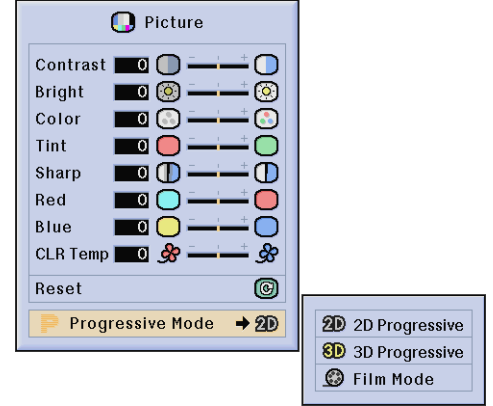 Picture
Contrast 0 - +
Bright 0 - +
Color 0 - +
Tint 0 - +
Sharp 0 - +
Red 0 - +
Blue 0 - +
CLR Temp 0 - +
Reset
P Progressive Mode → 2D
2D 2D Progressive
3D 3D Progressive
Film Mode